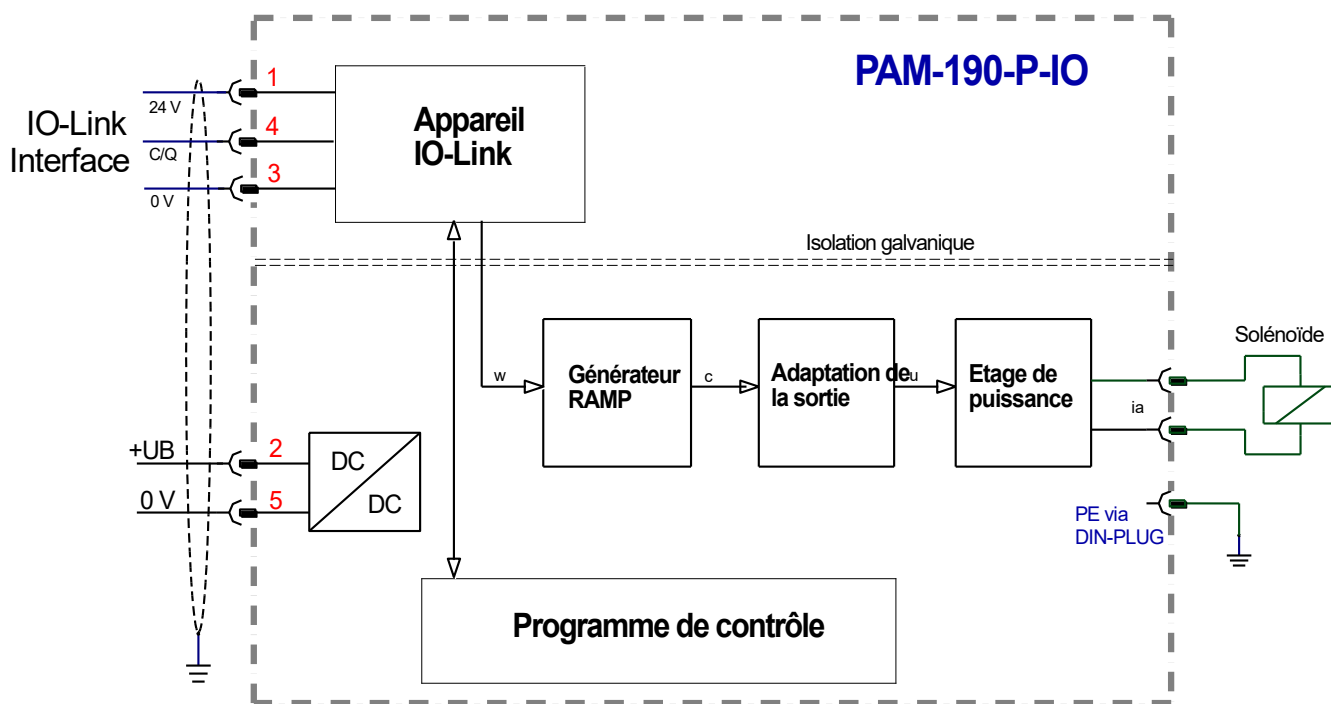 PAM-190-P-IO
1
24 V
IO-Link
Interface
4
C/Q
3
0 V
Appareil
IO-Link
Isolation galvanique
w
Générateur
RAMP
c
Adaptation de
la sortie
u
Etage de
puissance
ia
Solénoïde
+UB
2
0 V
5
DC
DC
PE via
DIN-PLUG
Programme de contrôle